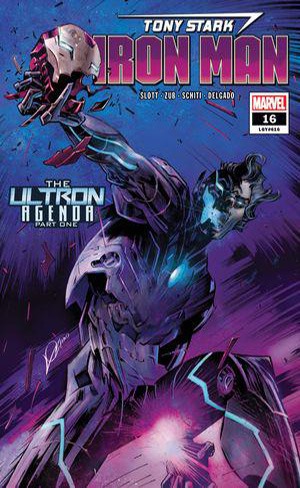 TONY STARK
IRON MAN
SLOTT · ZUB · SCHITI · DELGADO
MARVEL
16
LGY#616
THE
ULTRON
AGENDA
PART ONE